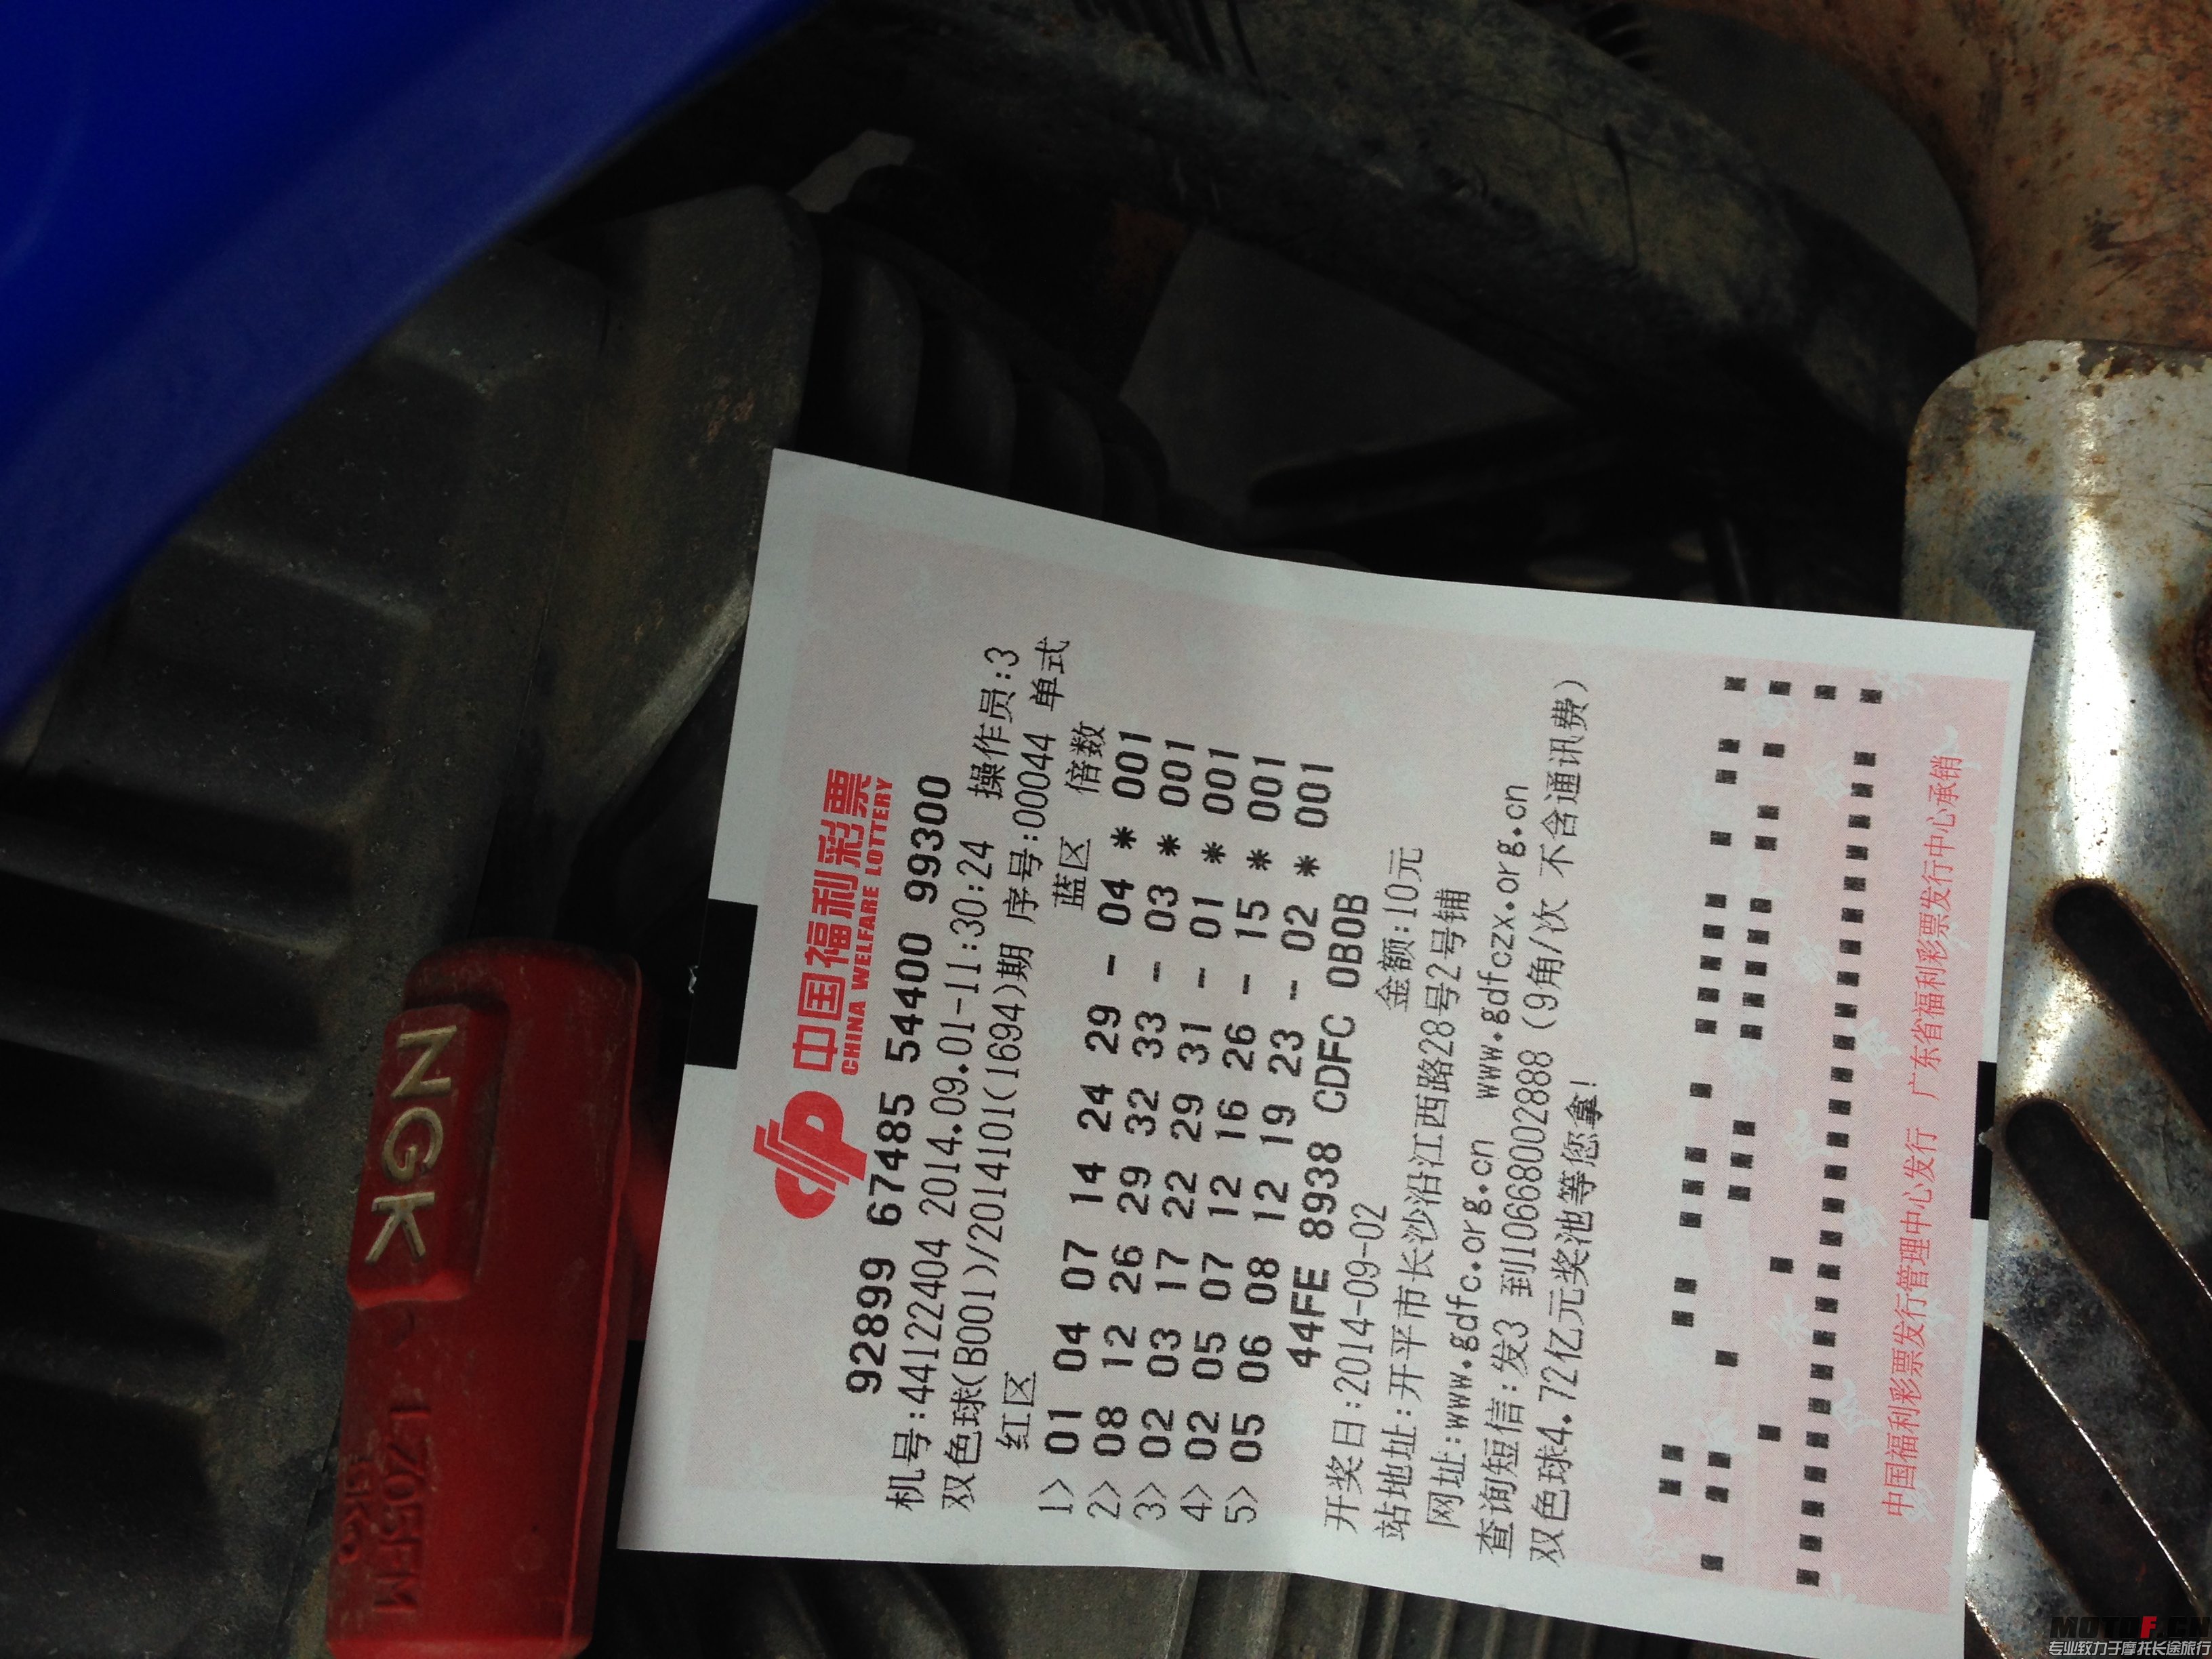 中国福利彩票
CHINA WELFARE LOTTERY
92899 67485 54400 99300
机号:44122404 2014.09.01-11:30:24 操作员:3
双色球(B001)/2014101(1694)期 序号:00044 单式
红区 蓝区 倍数
1> 01 04 07 14 24 29 - 04 * 001
2> 08 12 26 29 32 33 - 03 * 001
3> 02 03 17 22 29 31 - 01 * 001
4> 02 05 07 12 16 26 - 15 * 001
5> 05 06 08 12 19 23 - 02 * 001
44FE 8938 CDFC 0B0B
开奖日:2014-09-02 金额:10元
站地址:开平市长沙沿江西路28号2号铺
网址:www.gdfc.org.cn www.gdfczx.org.cn
查询短信:发3 到10668002888（9角/次 不含通讯费）
双色球4.72亿元奖池等您拿!
中国福利彩票发行管理中心发行 广东省福利彩票发行中心承销
NGK
MOTOF.CN
专业致力于摩托长途旅行